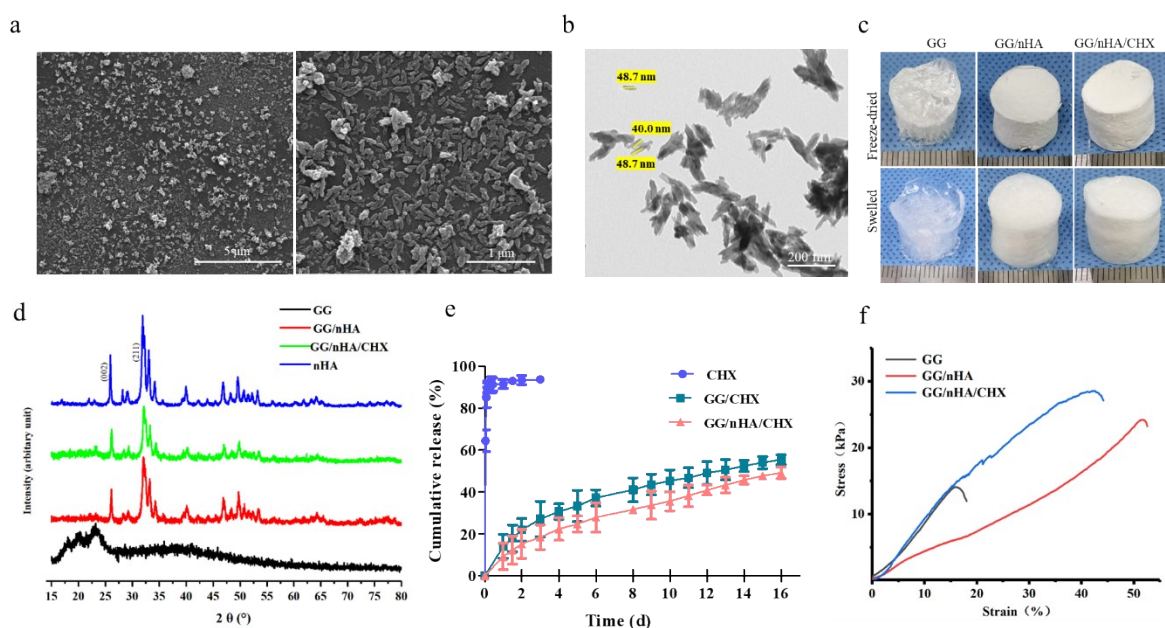 a
5 μm
1 μm
b
48.7 nm
40.0 nm
48.7 nm
200 nm
c
GG GG/nHA GG/nHA/CHX
Freeze-dried
Swelled
d
GG
GG/nHA
GG/nHA/CHX
nHA
(002)
(211)
Intensity (arbitary unit)
15 20 25 30 35 40 45 50 55 60 65 70 75 80
2 θ (°)
e
CHX
GG/CHX
GG/nHA/CHX
100
80
60
40
20
0
Cumulative release (%)
0 2 4 6 8 10 12 14 16
Time (d)
f
GG
GG/nHA
GG/nHA/CHX
30
20
10
0
Stress (kPa)
0 10 20 30 40 50
Strain (%)